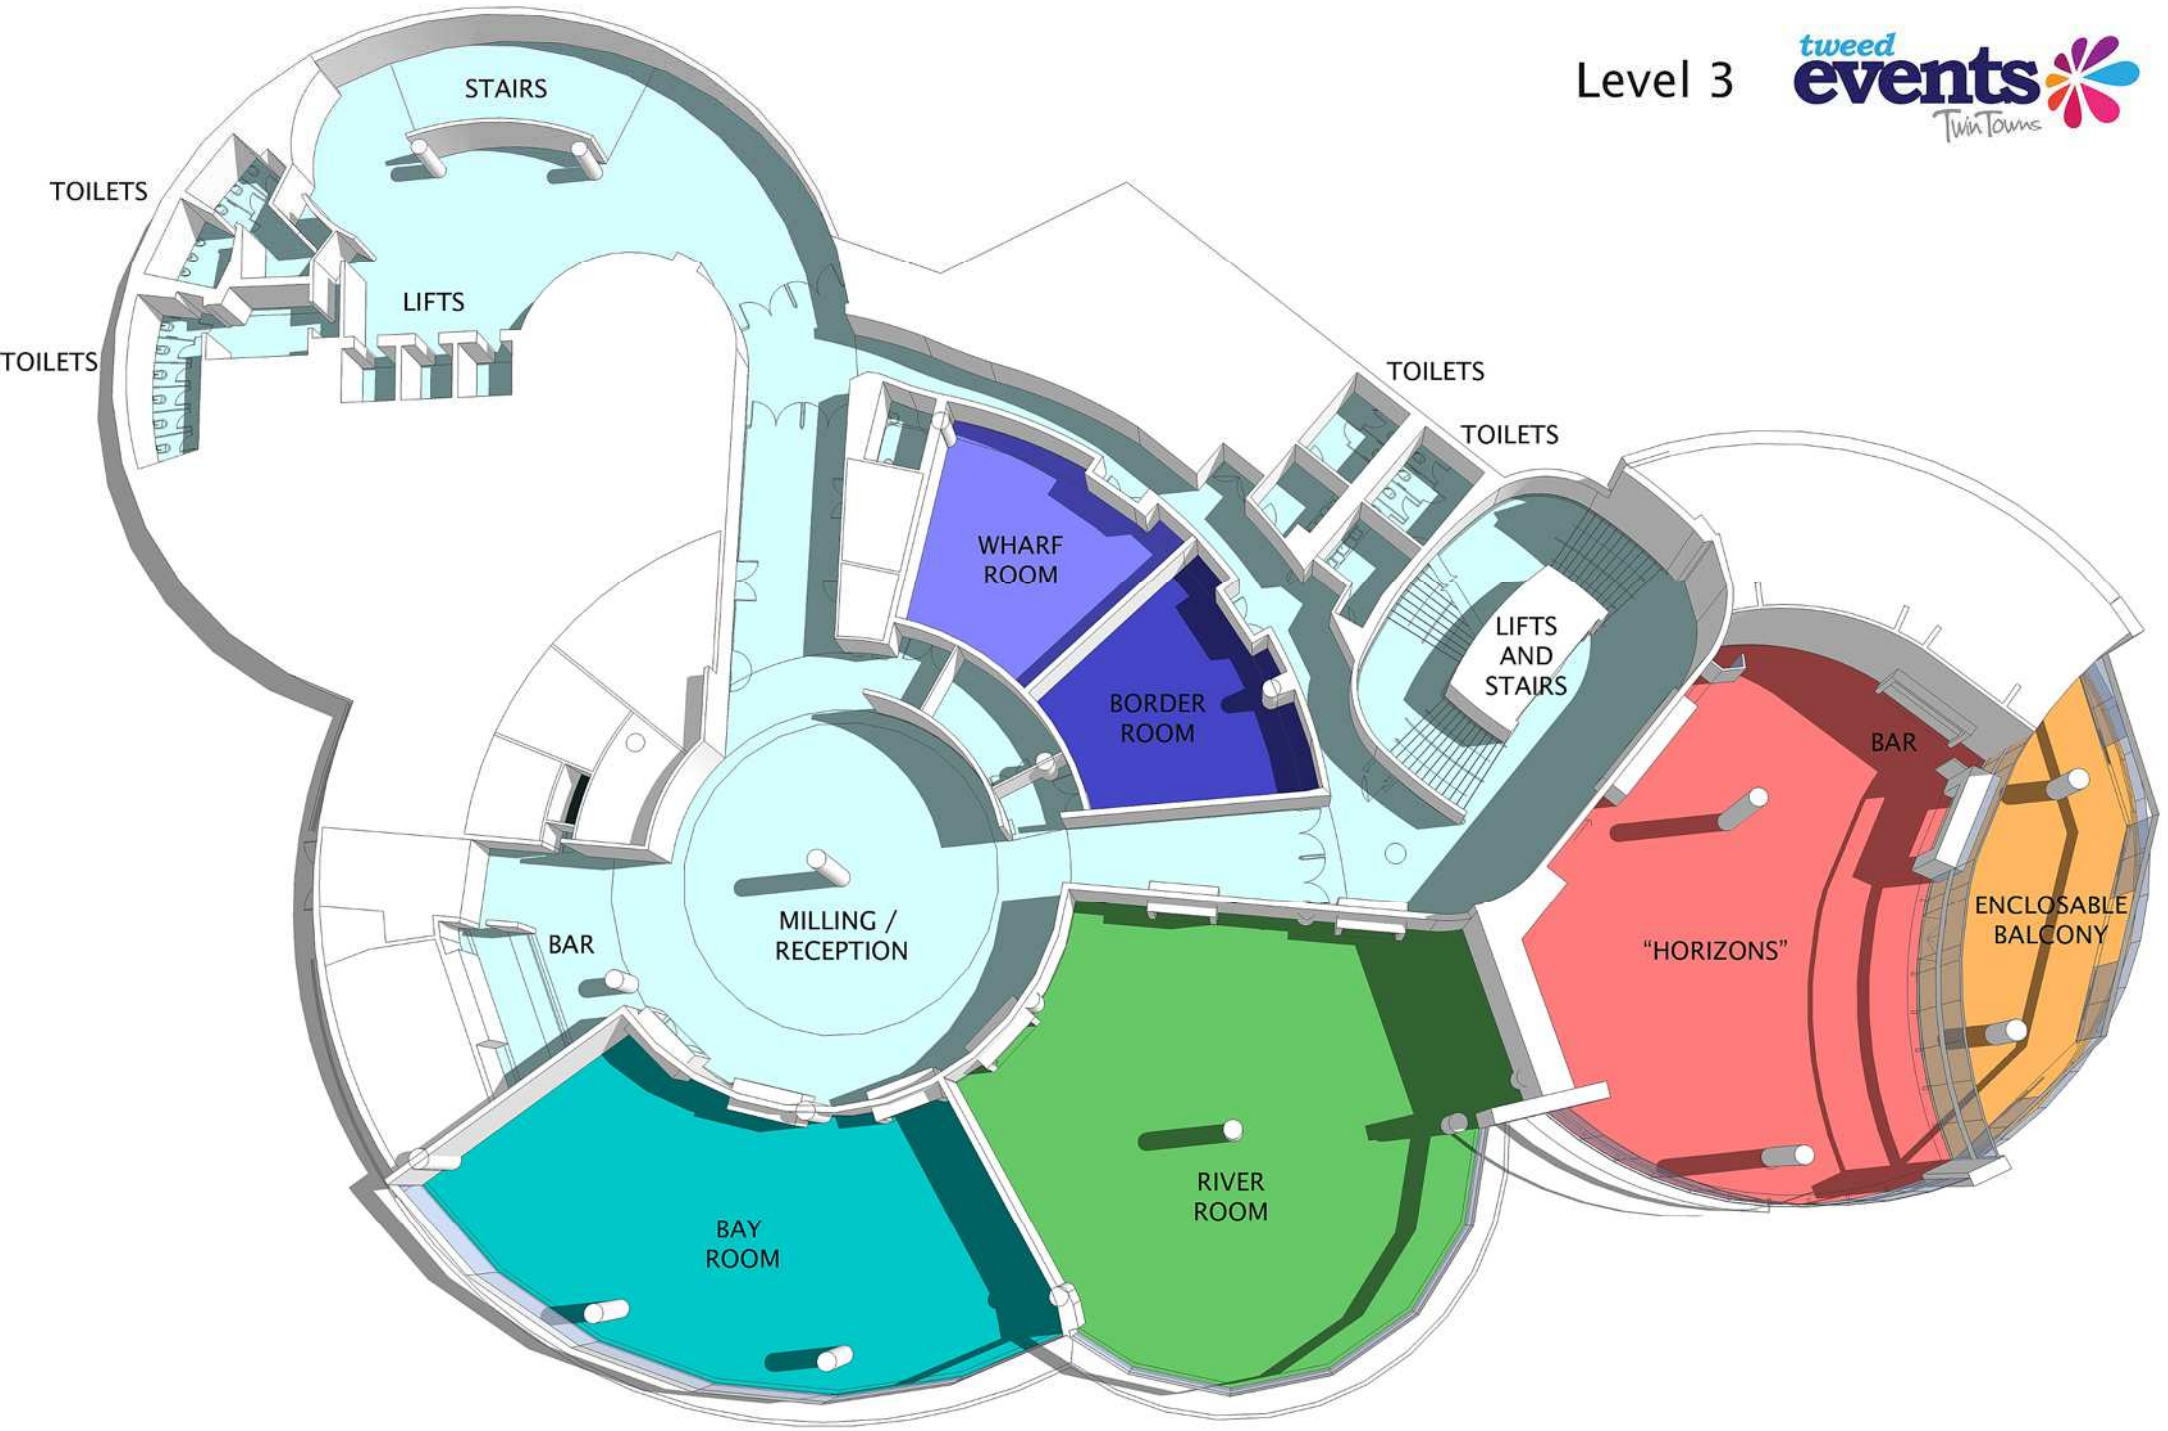 Level 3
tweed
events
Twin Towns
STAIRS
TOILETS
LIFTS
TOILETS
TOILETS
TOILETS
WHARF
ROOM
LIFTS
AND
STAIRS
BORDER
ROOM
BAR
MILLING /
RECEPTION
BAR
"HORIZONS"
ENCLOSABLE
BALCONY
RIVER
ROOM
BAY
ROOM